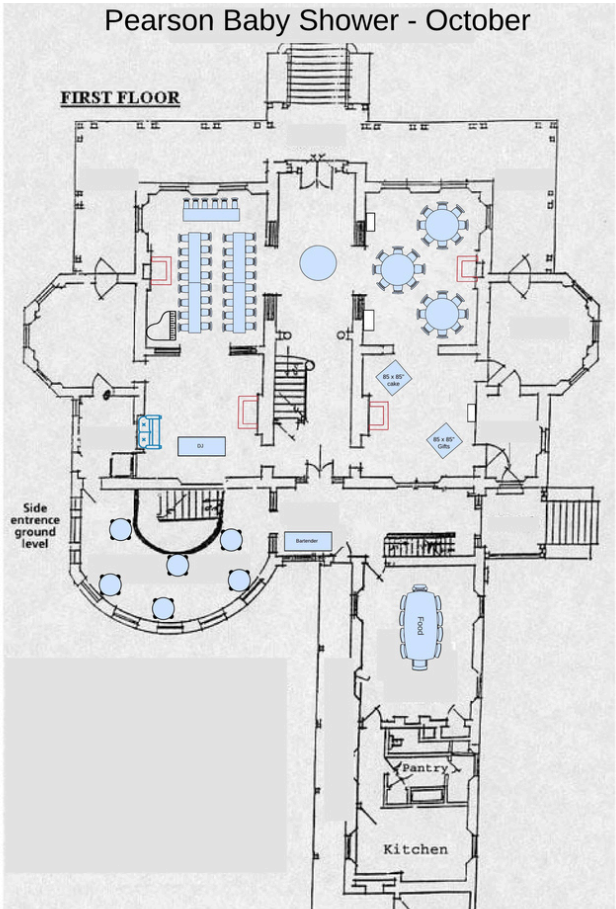 Pearson Baby Shower - October
FIRST FLOOR
85 x 85"
cake
85 x 85"
Gifts
DJ
Side
entrence
ground
level
Bartender
Food
Pantry
Kitchen